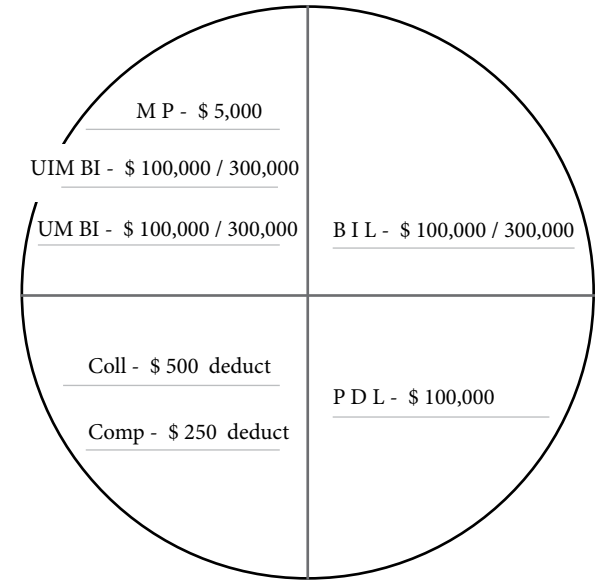 M P - $ 5,000
UIM BI - $ 100,000 / 300,000
UM BI - $ 100,000 / 300,000
B I L - $ 100,000 / 300,000
Coll - $ 500 deduct
Comp - $ 250 deduct
P D L - $ 100,000